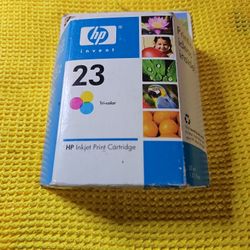 hp
invent
23
Tri-color
HP Inkjet Print Cartridge